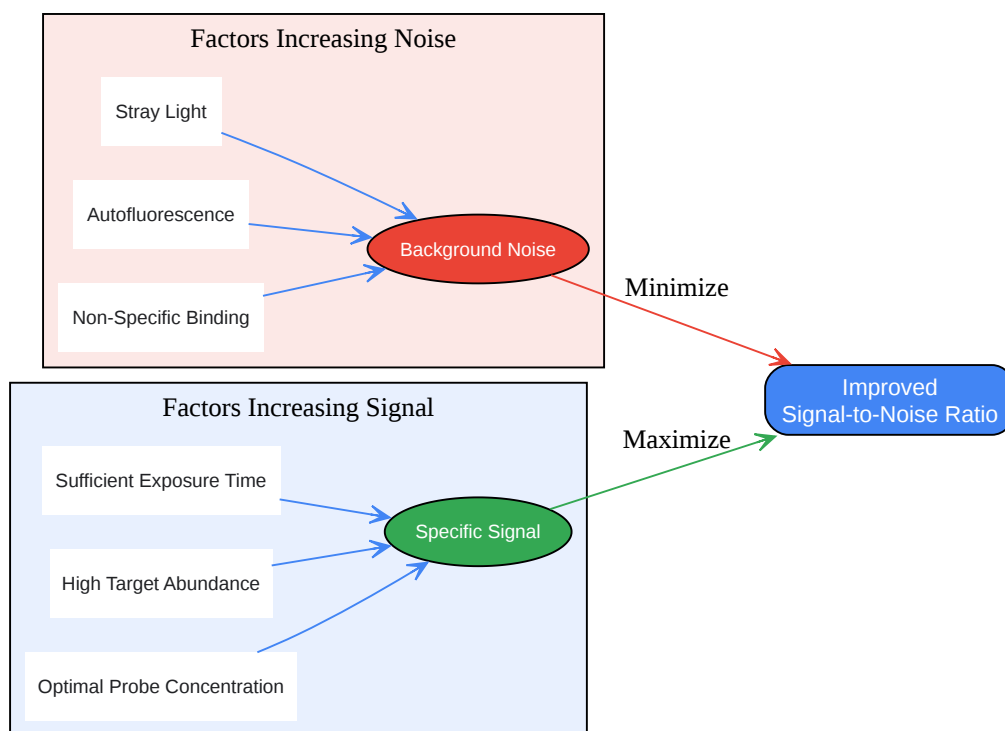 Factors Increasing Noise
Stray Light
Autofluorescence
Background Noise
Non-Specific Binding
Minimize
Improved
Signal-to-Noise Ratio
Factors Increasing Signal
Maximize
Sufficient Exposure Time
Specific Signal
High Target Abundance
Optimal Probe Concentration